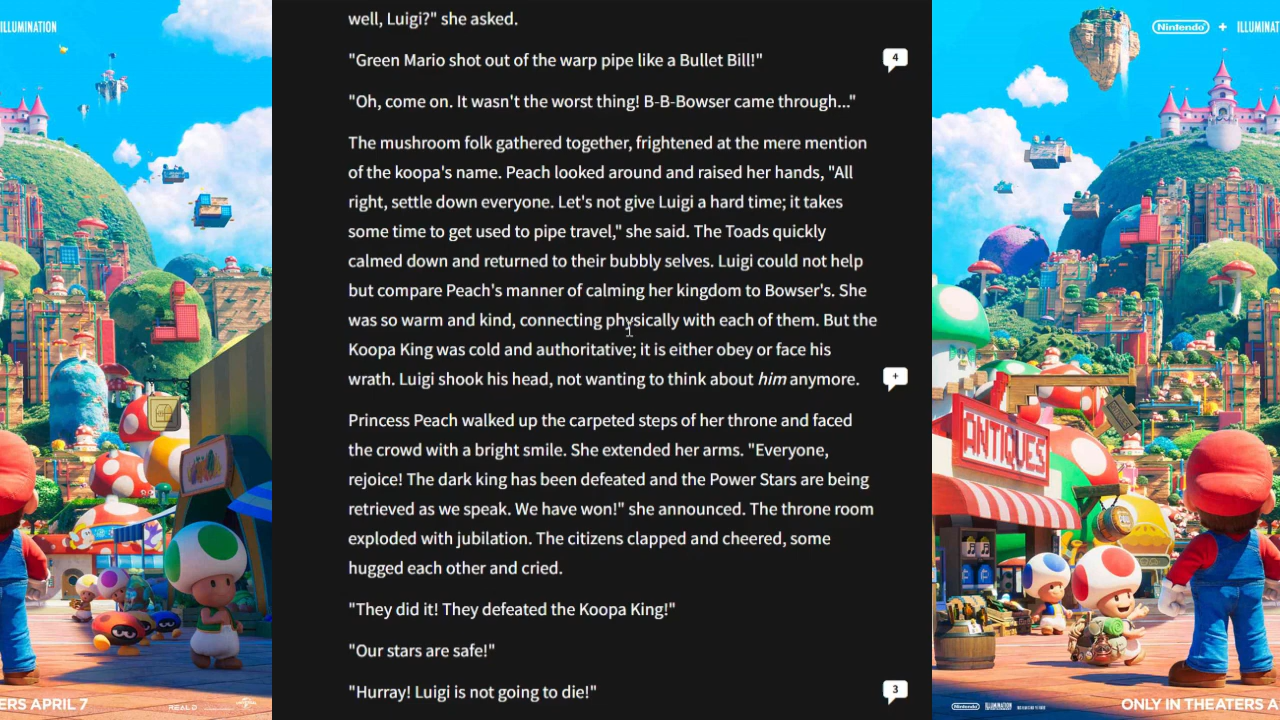 ILLUMINATION
Nintendo + ILLUMINAT
well, Luigi?" she asked.
"Green Mario shot out of the warp pipe like a Bullet Bill!"
4
"Oh, come on. It wasn't the worst thing! B-B-Bowser came through..."
The mushroom folk gathered together, frightened at the mere mention
of the koopa's name. Peach looked around and raised her hands, "All
right, settle down everyone. Let's not give Luigi a hard time; it takes
some time to get used to pipe travel," she said. The Toads quickly
calmed down and returned to their bubbly selves. Luigi could not help
but compare Peach's manner of calming her kingdom to Bowser's. She
was so warm and kind, connecting physically with each of them. But the
Koopa King was cold and authoritative; it is either obey or face his
wrath. Luigi shook his head, not wanting to think about him anymore.
+
Princess Peach walked up the carpeted steps of her throne and faced
the crowd with a bright smile. She extended her arms. "Everyone,
rejoice! The dark king has been defeated and the Power Stars are being
retrieved as we speak. We have won!" she announced. The throne room
exploded with jubilation. The citizens clapped and cheered, some
hugged each other and cried.
"They did it! They defeated the Koopa King!"
"Our stars are safe!"
"Hurray! Luigi is not going to die!"
3
ANTIQUES
ERS APRIL 7
REALD
Nintendo ILLUMINATION
ONLY IN THEATERS A